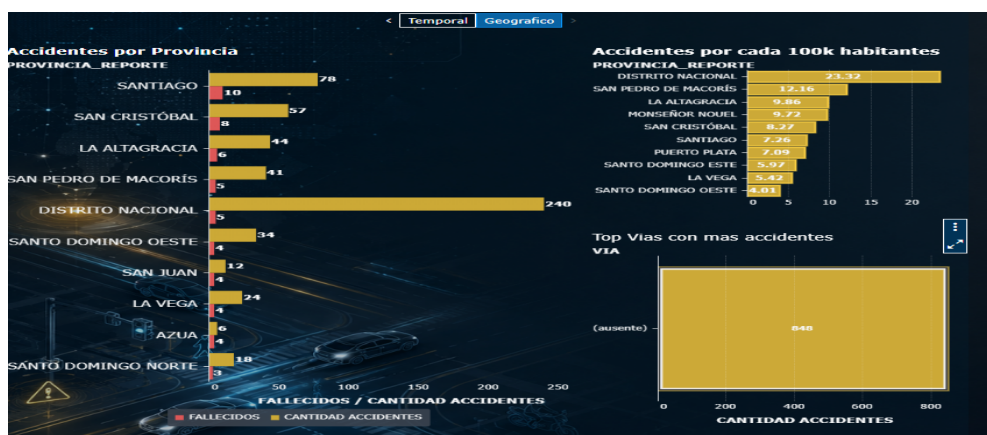 < Temporal Geografico >
Accidentes por Provincia
PROVINCIA_REPORTE
SANTIAGO 78
10
SAN CRISTÓBAL 57
8
LA ALTAGRACIA 44
6
SAN PEDRO DE MACORÍS 41
5
DISTRITO NACIONAL 240
5
SANTO DOMINGO OESTE 34
4
SAN JUAN 12
4
LA VEGA 24
4
AZUA 6
4
SANTO DOMINGO NORTE 18
3
0 50 100 150 200 250
FALLECIDOS / CANTIDAD ACCIDENTES
FALLECIDOS CANTIDAD ACCIDENTES
Accidentes por cada 100k habitantes
PROVINCIA_REPORTE
DISTRITO NACIONAL 23.32
SAN PEDRO DE MACORÍS 12.16
LA ALTAGRACIA 9.86
MONSEÑOR NOUEL 9.72
SAN CRISTÓBAL 8.27
SANTIAGO 7.26
PUERTO PLATA 7.09
SANTO DOMINGO ESTE 5.97
LA VEGA 5.42
SANTO DOMINGO OESTE 4.01
0 5 10 15 20
Top Vias con mas accidentes
VIA
(ausente) 848
0 200 400 600 800
CANTIDAD ACCIDENTES